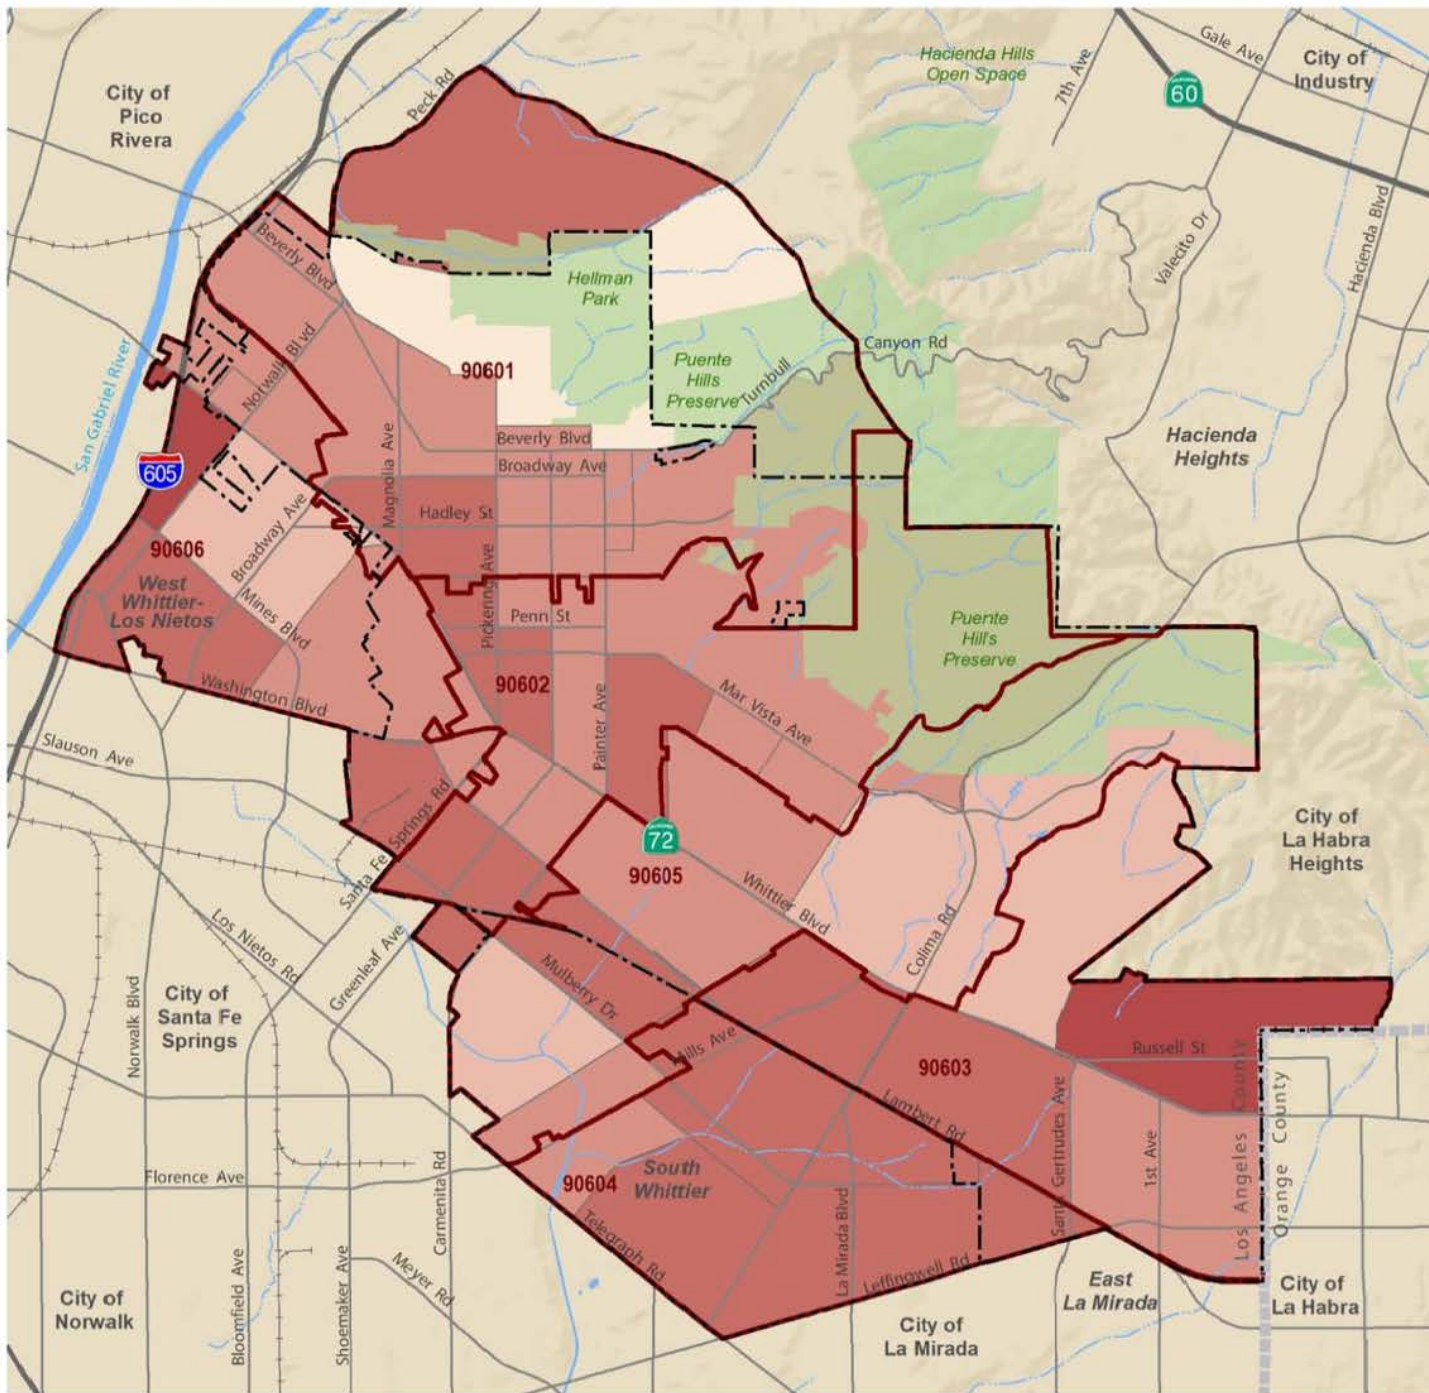 Hacienda Hills
Open Space
7th Ave
Gale Ave
City of
Industry
60
City of
Pico
Rivera
Peck Rd
Hacienda Blvd
Valecito Dr
Beverly Blvd
Hellman
Park
Norwalk Blvd
Canyon Rd
Turnbull
Puente
Hills
Preserve
90601
San Gabriel River
Magnolia Ave
Beverly Blvd
Broadway Ave
Hacienda
Heights
605
Hadley St
Broadway Ave
90606
West
Whittier-
Los Nietos
Mines Blvd
Pickering Ave
Penn St
Puente
Hill's
Preserve
90602
Washington Blvd
Painter Ave
Mar Vista Ave
Slauson Ave
Santa Fe Springs Rd
72
90605
City of
La Habra
Heights
Whittier Blvd
Colima Rd
Los Nietos Rd
Greenleaf Ave
Mulberry Dr
Norwalk Blvd
City of
Santa Fe
Springs
Mills Ave
90603
Russell St
Lambert Rd
Santa Gertrudes Ave
1st Ave
Los Angeles County
Orange County
Florence Ave
Carmenita Rd
90604
South
Whittier
Telegraph Rd
La Mirada Blvd
Leffingwell Rd
Bloomfield Ave
Shoemaker Ave
Meyer Rd
City of
Norwalk
City of
La Mirada
East
La Mirada
City of
La Habra